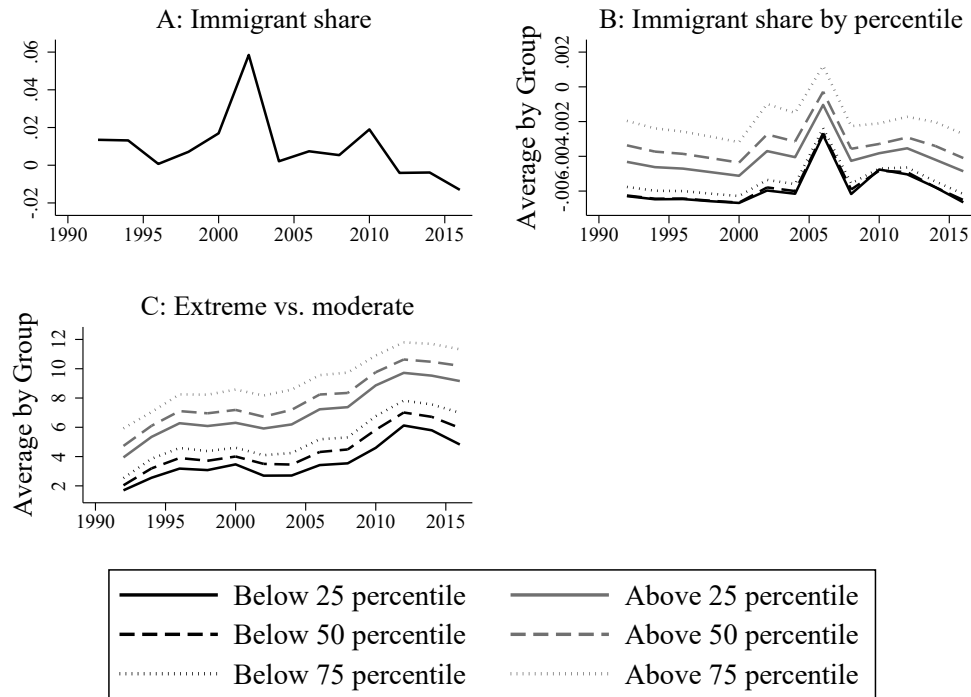 A: Immigrant share
.06
.04
.02
0
-.02
1990 1995 2000 2005 2010 2015
B: Immigrant share by percentile
Average by Group
.002
0
-.002
-.004
-.006
1990 1995 2000 2005 2010 2015
C: Extreme vs. moderate
Average by Group
12
10
8
6
4
2
1990 1995 2000 2005 2010 2015
Below 25 percentile Above 25 percentile
Below 50 percentile Above 50 percentile
Below 75 percentile Above 75 percentile